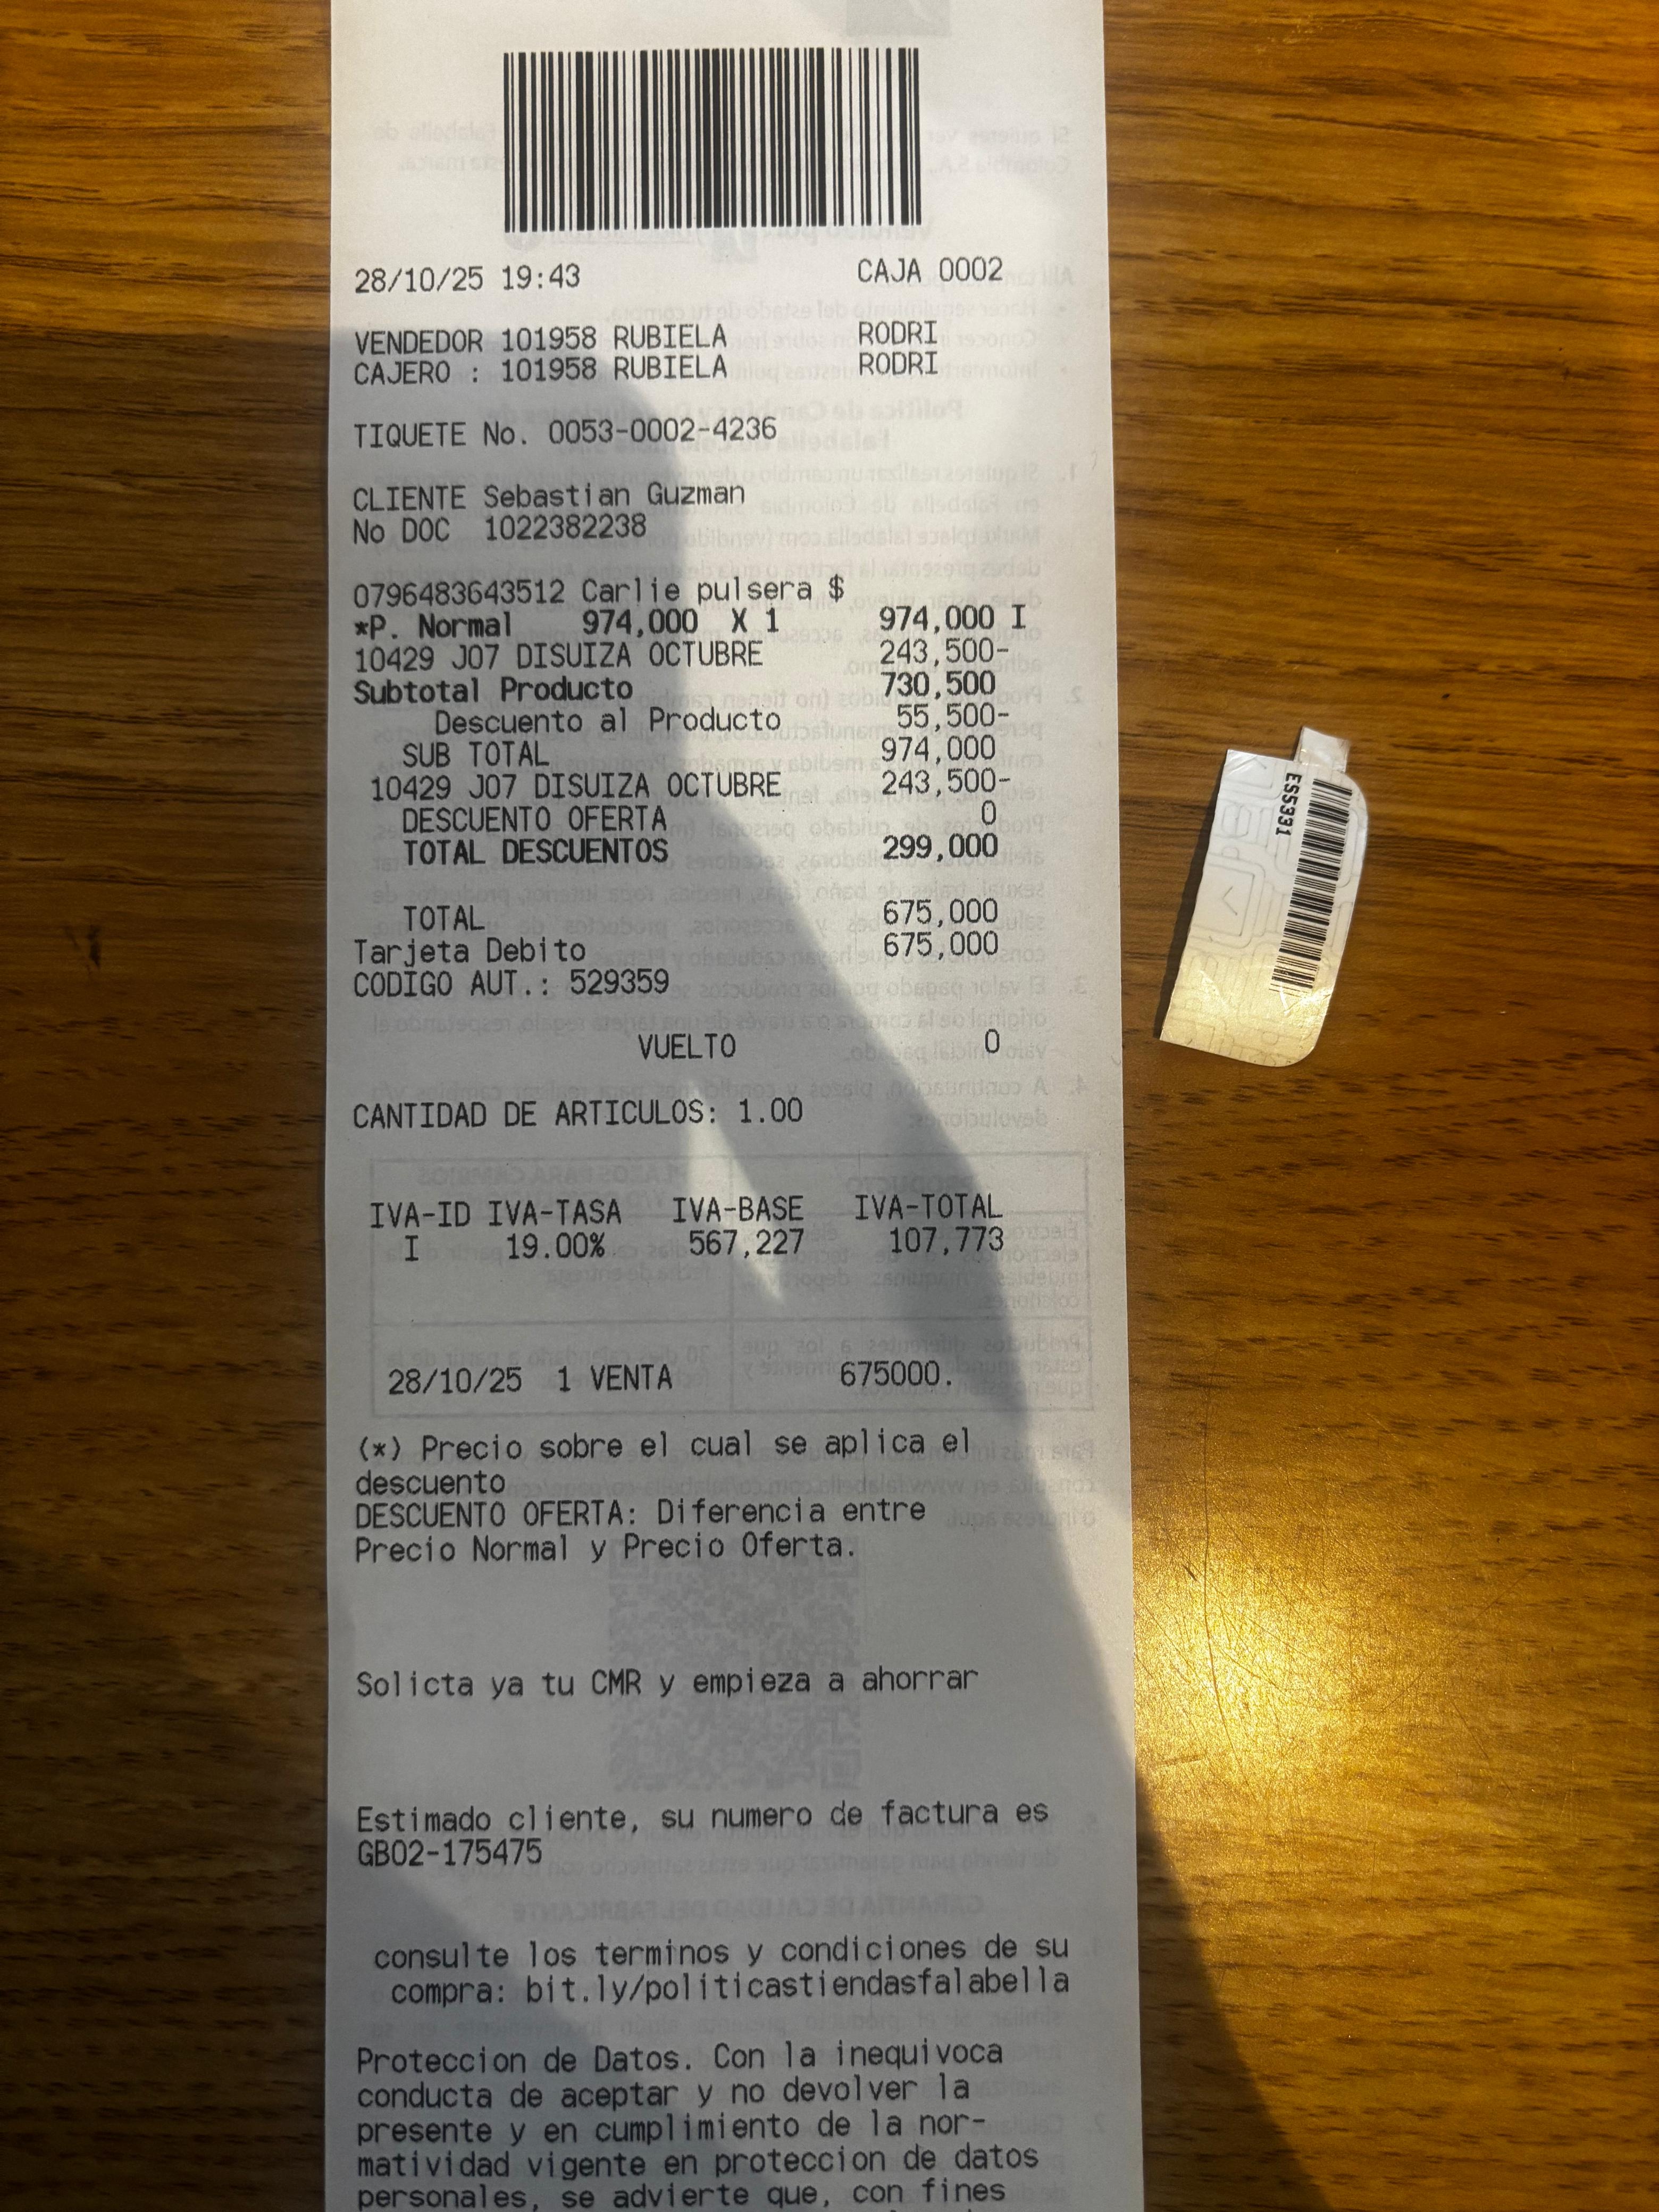 28/10/25 19:43 CAJA 0002
VENDEDOR 101958 RUBIELA RODRI
CAJERO : 101958 RUBIELA RODRI
TIQUETE No. 0053-0002-4236
CLIENTE Sebastian Guzman
No DOC 1022382238
0796483643512 Carlie pulsera $
*P. Normal 974,000 X 1 974,000 I
10429 J07 DISUIZA OCTUBRE 243,500-
Subtotal Producto 730,500
Descuento al Producto 55,500-
SUB TOTAL 974,000
10429 J07 DISUIZA OCTUBRE 243,500-
DESCUENTO OFERTA 0
TOTAL DESCUENTOS 299,000
TOTAL 675,000
Tarjeta Debito 675,000
CODIGO AUT.: 529359
VUELTO 0
CANTIDAD DE ARTICULOS: 1.00
IVA-ID IVA-TASA IVA-BASE IVA-TOTAL
I 19.00% 567,227 107,773
28/10/25 1 VENTA 675000.
(*) Precio sobre el cual se aplica el
descuento
DESCUENTO OFERTA: Diferencia entre
Precio Normal y Precio Oferta.
Solicta ya tu CMR y empieza a ahorrar
Estimado cliente, su numero de factura es
GB02-175475
consulte los terminos y condiciones de su
compra: bit.ly/politicastiendasfalabella
Proteccion de Datos. Con la inequivoca
conducta de aceptar y no devolver la
presente y en cumplimiento de la nor-
matividad vigente en proteccion de datos
personales, se advierte que, con fines
ES5331